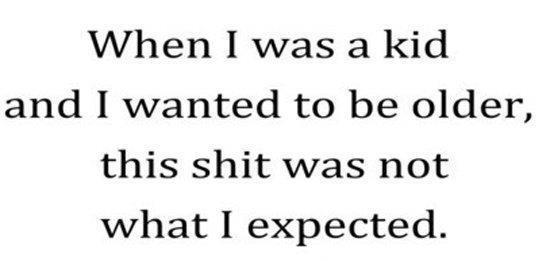 When I was a kid
and I wanted to be older,
this shit was not
what I expected.